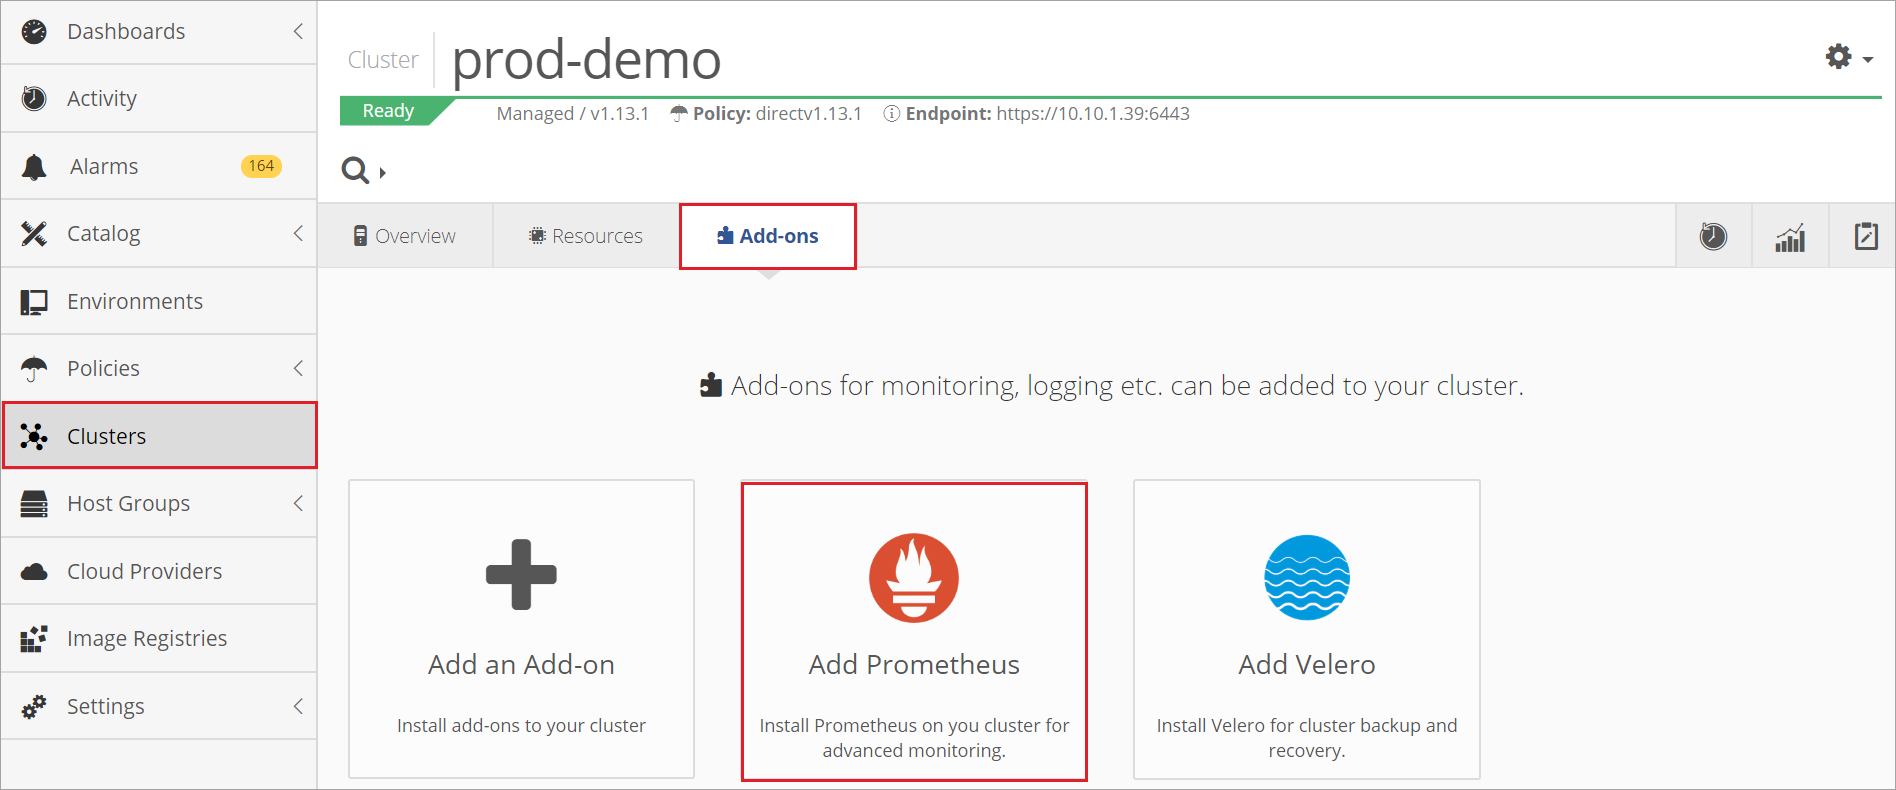 Dashboards
Activity
Alarms 164
Catalog
Environments
Policies
Clusters
Host Groups
Cloud Providers
Image Registries
Settings
Cluster prod-demo
Ready Managed / v1.13.1 Policy: directv1.13.1 Endpoint: https://10.10.1.39:6443
Overview Resources Add-ons
Add-ons for monitoring, logging etc. can be added to your cluster.
Add an Add-on
Install add-ons to your cluster
Add Prometheus
Install Prometheus on you cluster for
advanced monitoring.
Add Velero
Install Velero for cluster backup and
recovery.